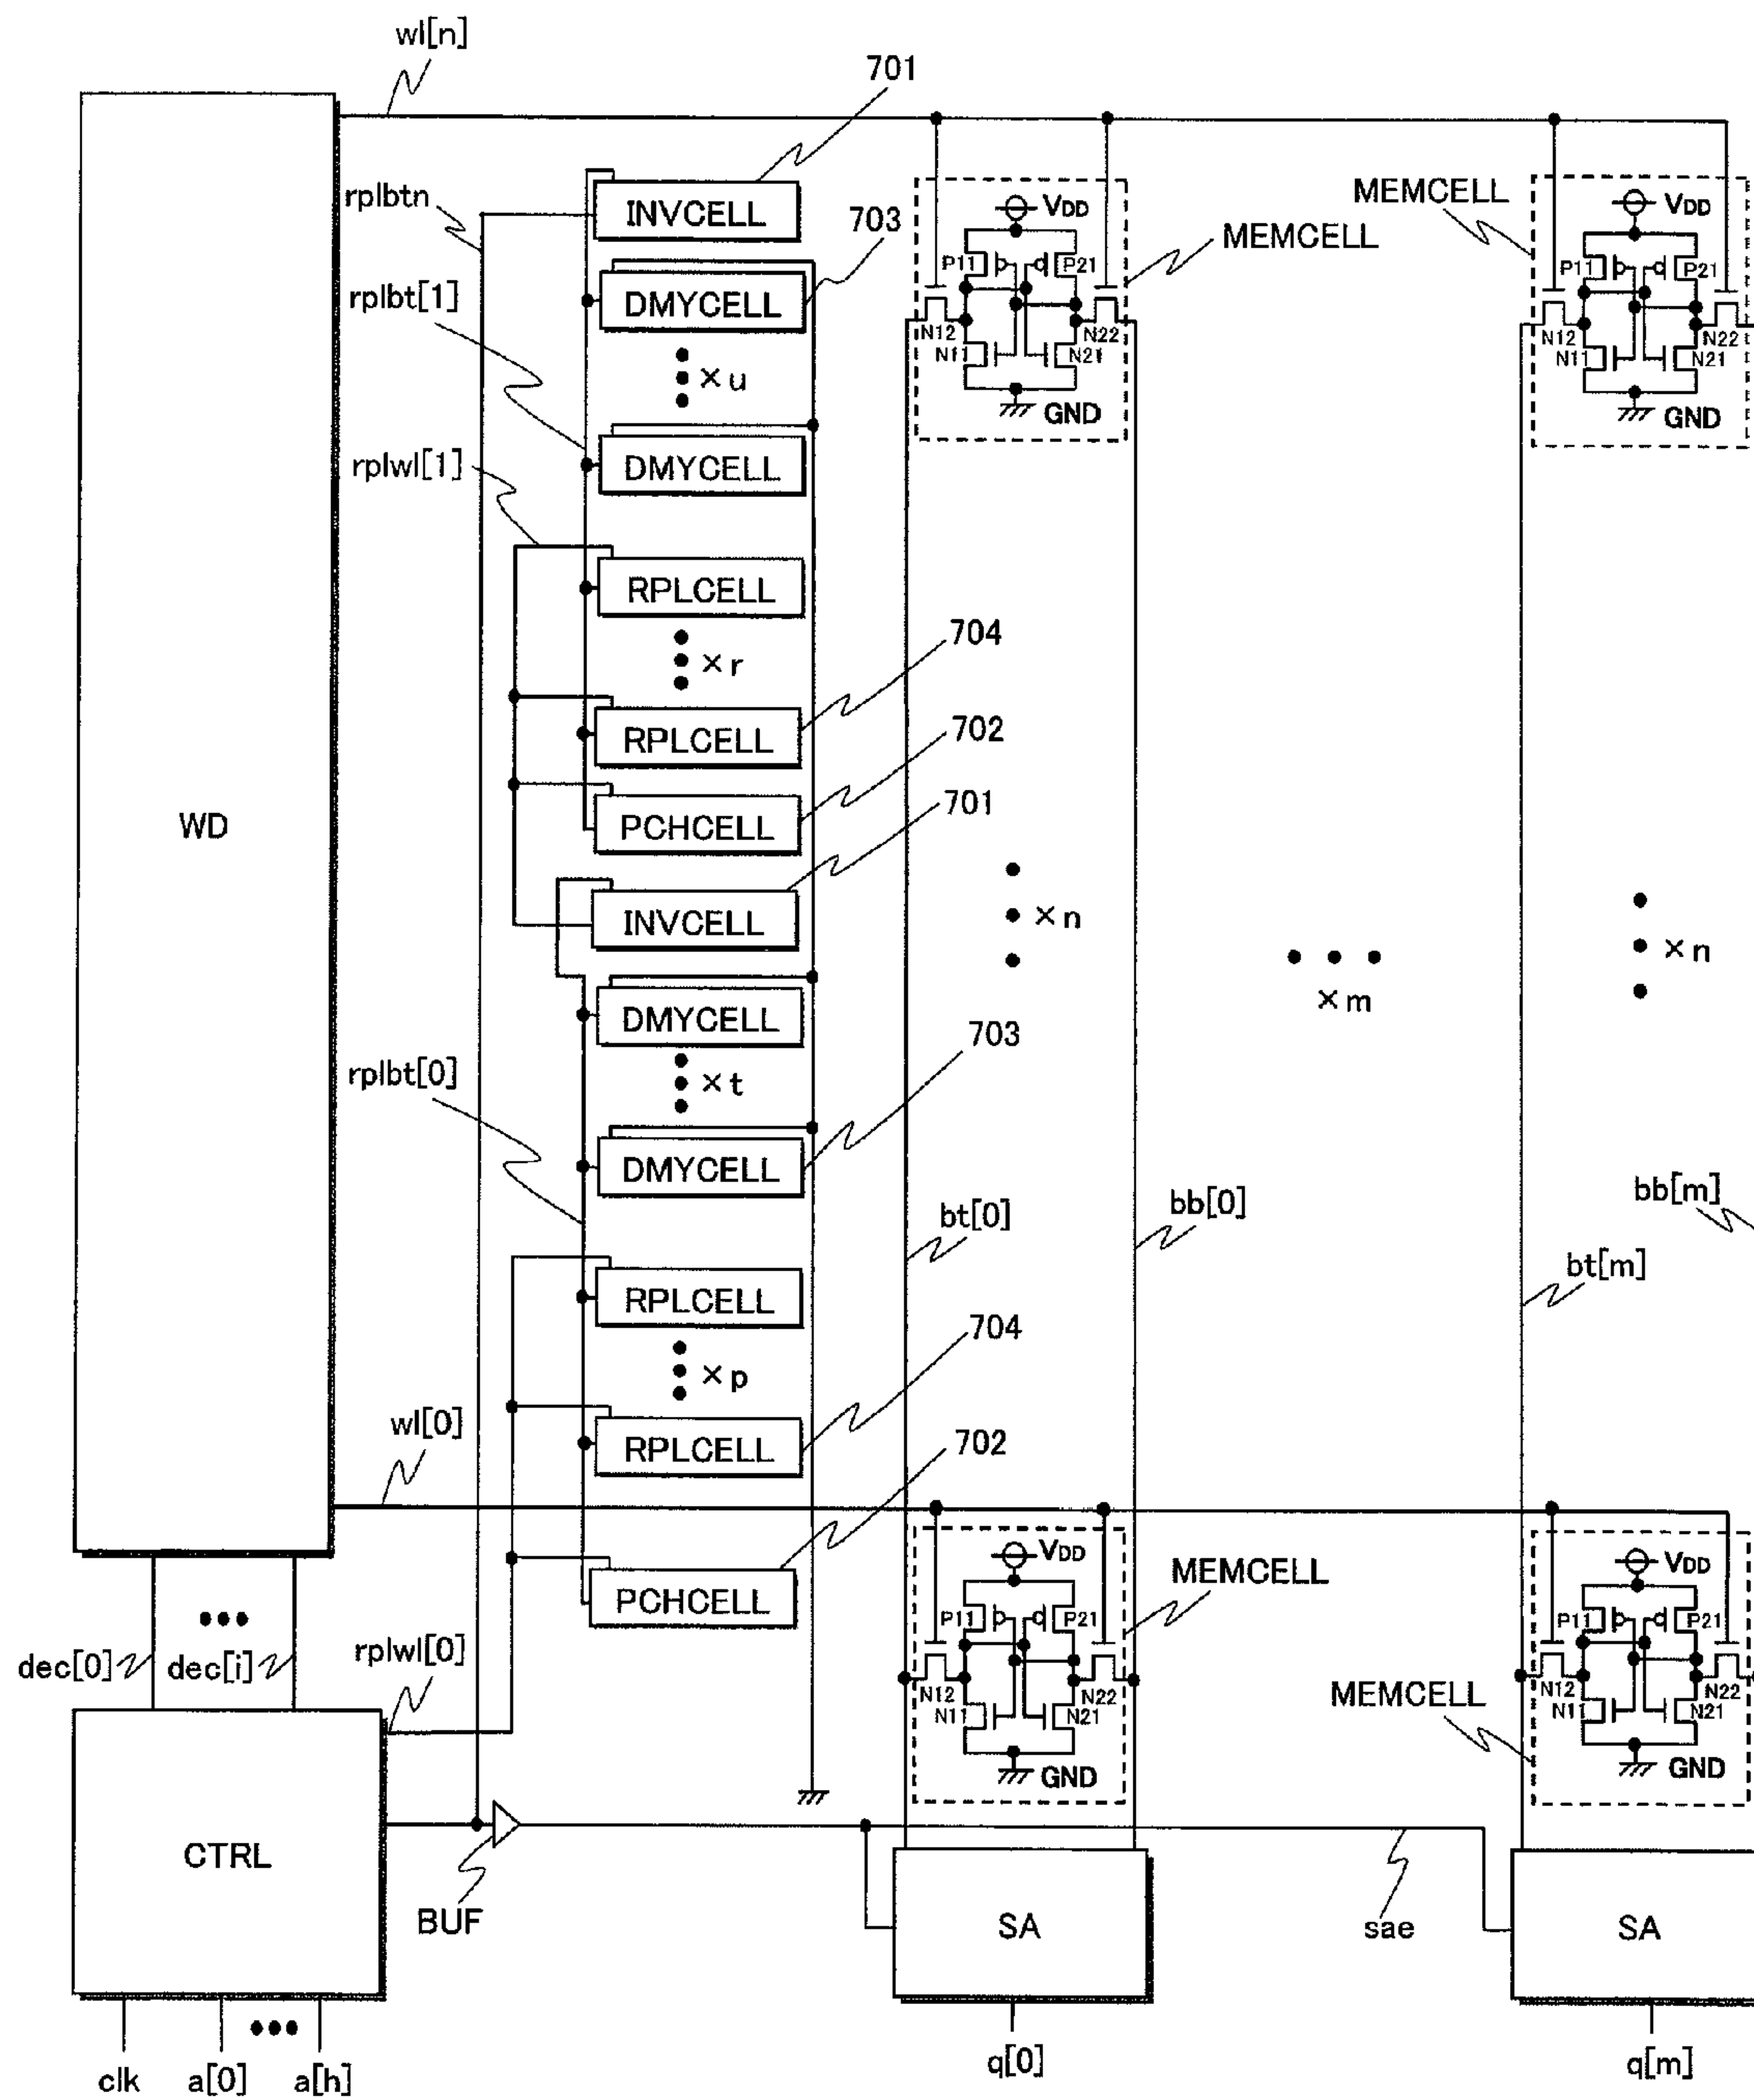 wl[n]
701
rplbtn
INVCELL
703
VDD
MEMCELL
MEMCELL
VDD
P11
P21
P11
P21
rplbt[1]
DMYCELL
N12
N22
N11
N21
N12
N22
N11
N21
×u
GND
GND
DMYCELL
rplwl[1]
RPLCELL
704
×r
702
RPLCELL
701
PCHCELL
WD
INVCELL
×n
×n
×m
DMYCELL
703
rplbt[0]
×t
DMYCELL
bt[0]
bb[0]
bb[m]
bt[m]
RPLCELL
704
×p
wl[0]
RPLCELL
702
VDD
MEMCELL
VDD
PCHCELL
P11
P21
P11
P21
dec[0]
dec[i]
rplwl[0]
N12
N22
N11
N21
MEMCELL
N12
N22
N11
N21
GND
GND
CTRL
BUF
SA
sae
SA
clk
a[0]
a[h]
q[0]
q[m]